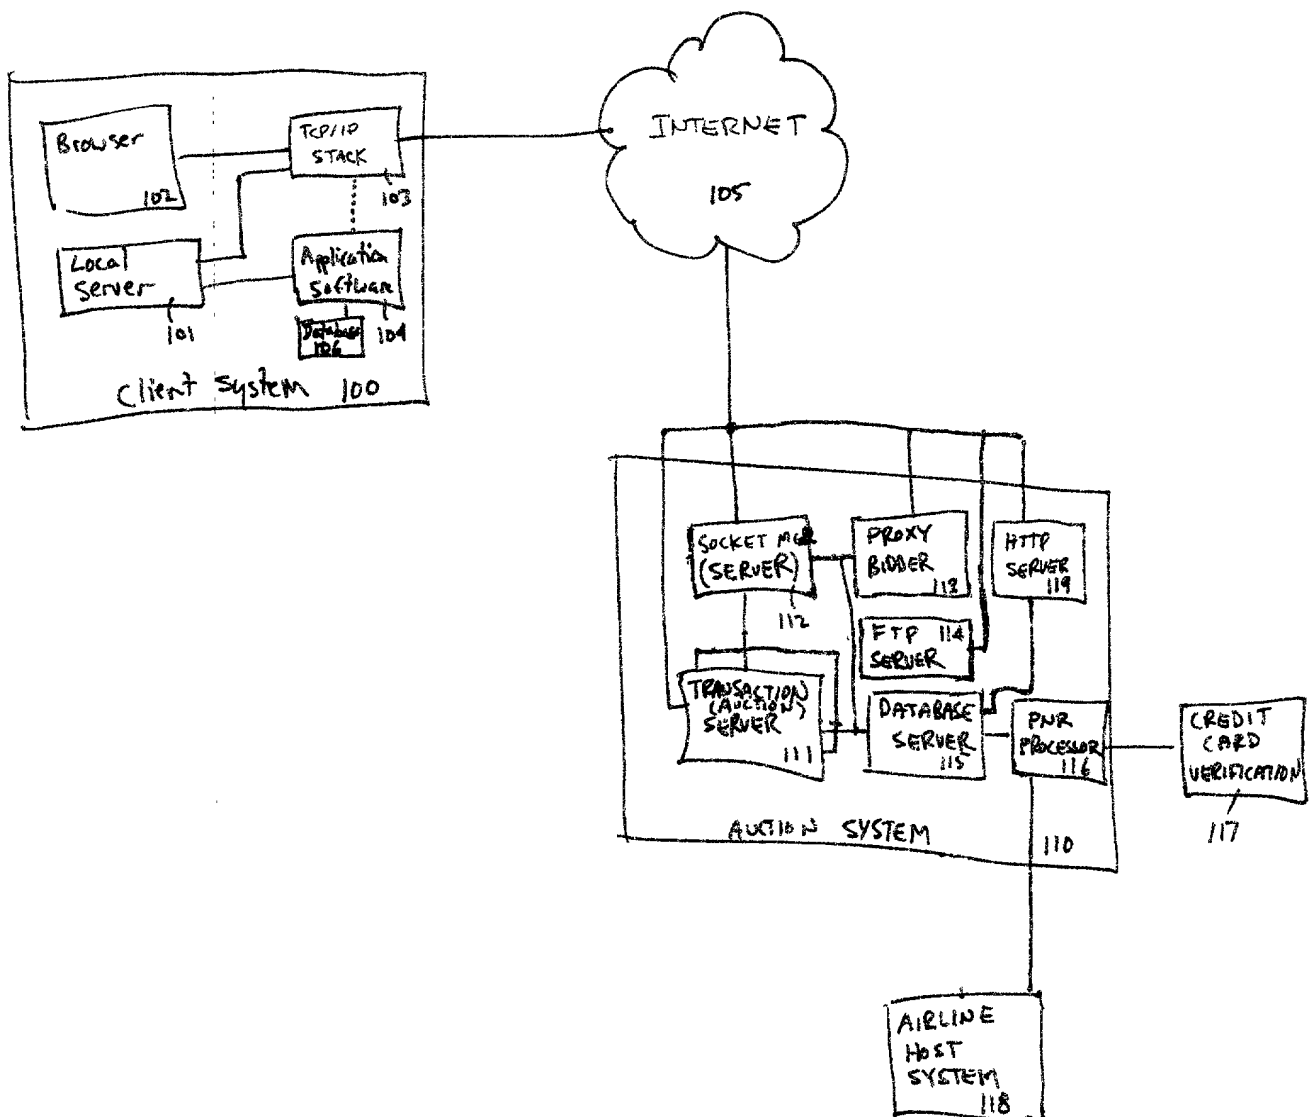 Browser
102
TCP/IP
STACK
103
Local
Server
101
Application
Software
104
Database
106
Client System 100
INTERNET
105
SOCKET MGR
(SERVER)
112
PROXY
BIDDER
113
HTTP
SERVER
119
FTP 114
SERVER
TRANSACTION
(AUCTION)
SERVER
111
DATABASE
SERVER
115
PNR
PROCESSOR
116
CREDIT
CARD
VERIFICATION
117
AUCTION SYSTEM
110
AIRLINE
HOST
SYSTEM
118